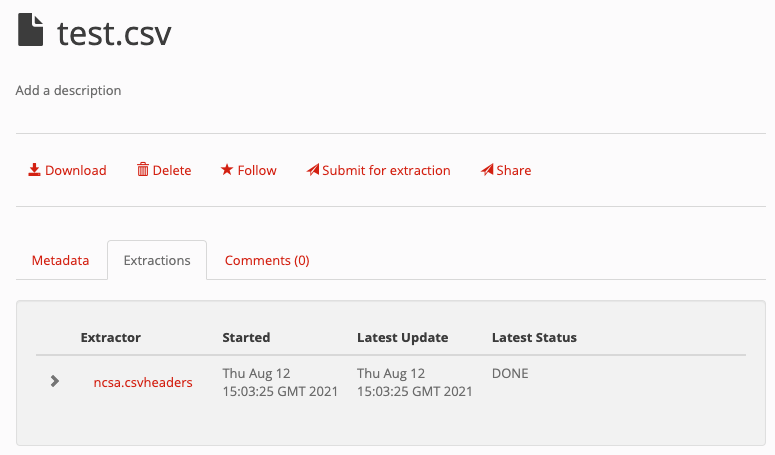 test.csv
Add a description
Download Delete Follow Submit for extraction Share
Metadata Extractions Comments (0)
Extractor Started Latest Update Latest Status
ncsa.csvheaders Thu Aug 12 Thu Aug 12 DONE
15:03:25 GMT 2021 15:03:25 GMT 2021